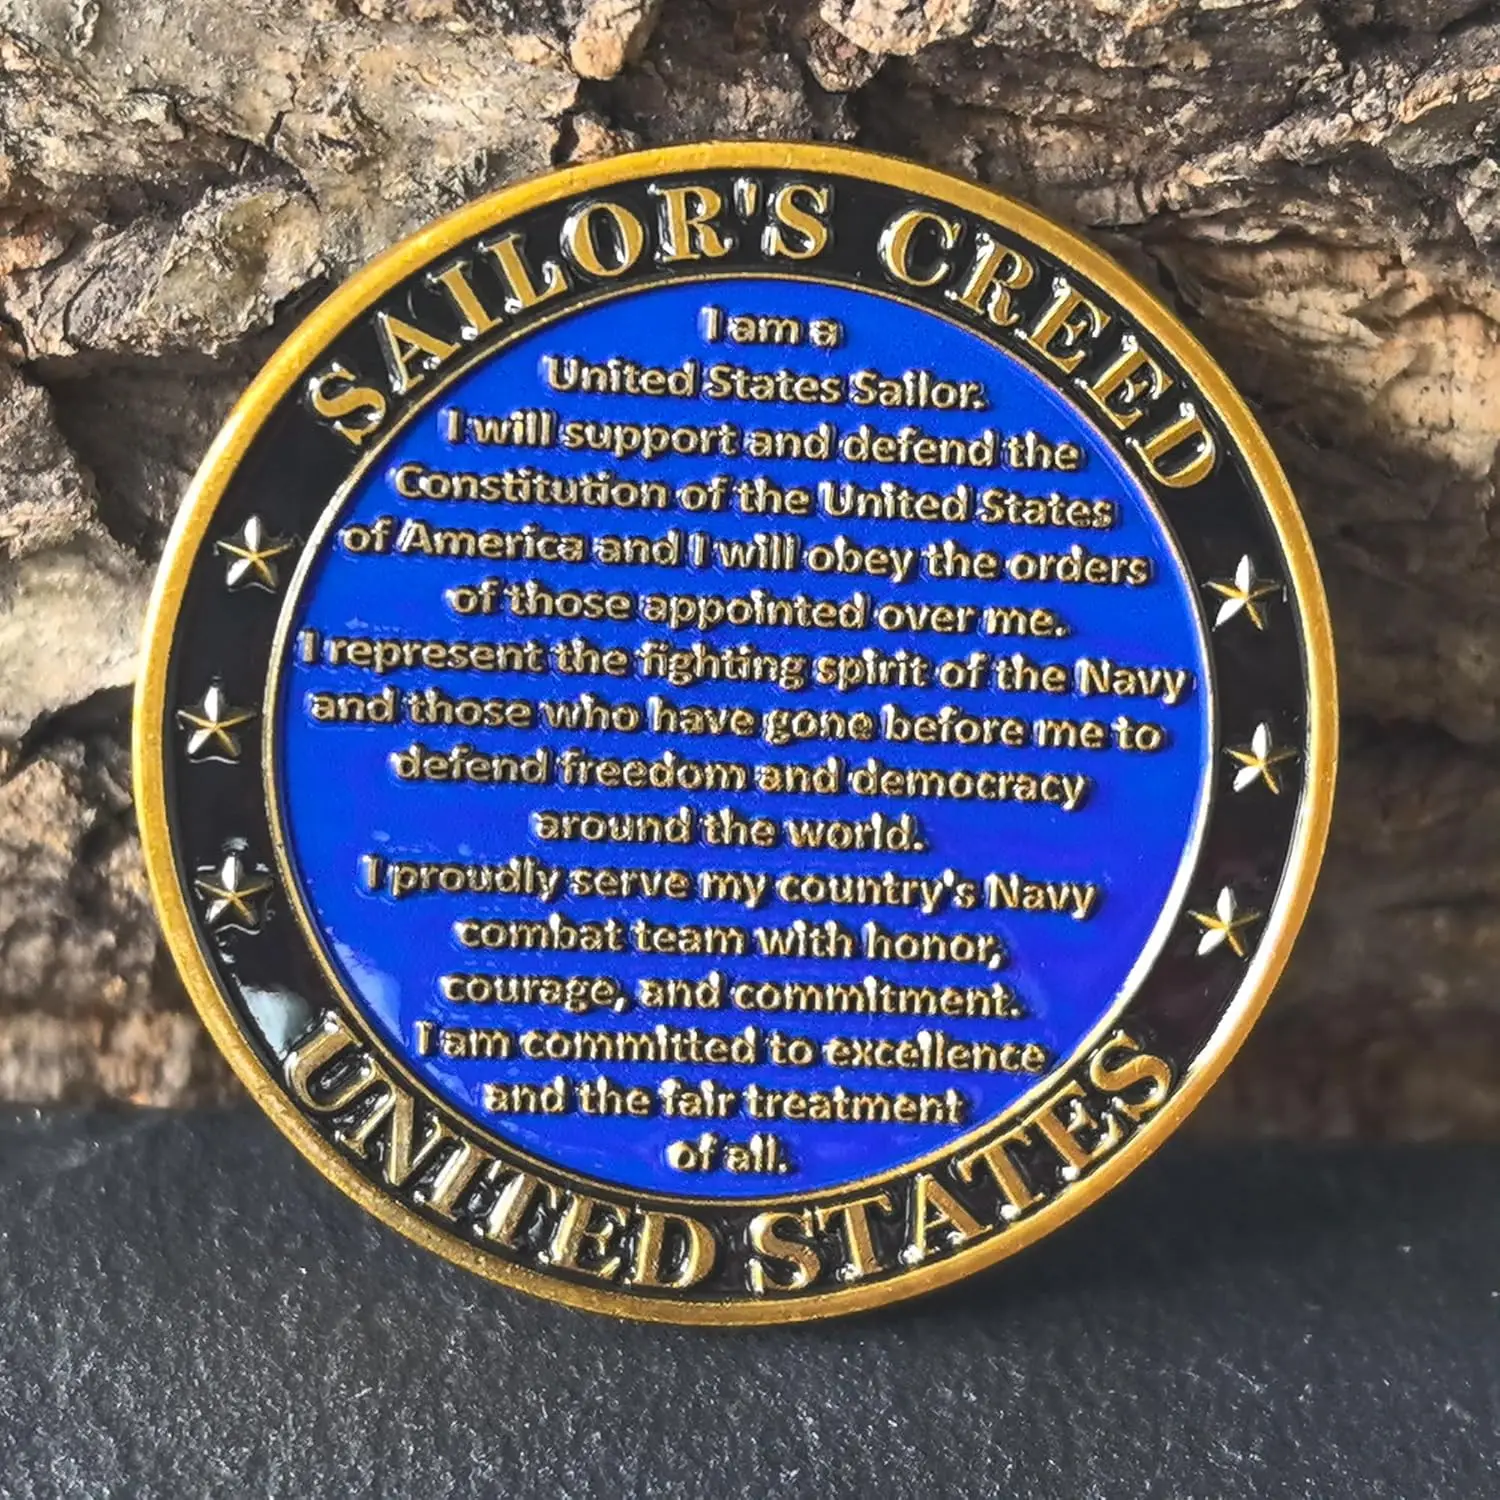 SAILOR'S CREED
I am a
United States Sailor.
I will support and defend the
Constitution of the United States
of America and I will obey the orders
of those appointed over me.
I represent the fighting spirit of the Navy
and those who have gone before me to
defend freedom and democracy
around the world.
I proudly serve my country's Navy
combat team with honor,
courage, and commitment.
I am committed to excellence
and the fair treatment
of all.
UNITED STATES